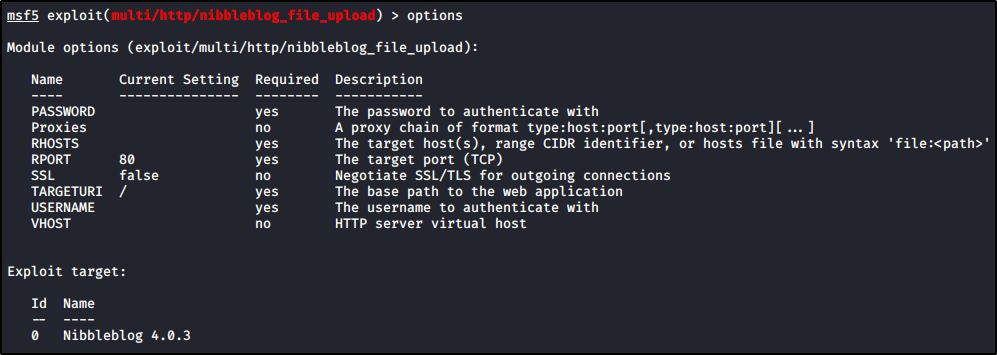 msf5 exploit(multi/http/nibbleblog_file_upload) > options
Module options (exploit/multi/http/nibbleblog_file_upload):
Name Current Setting Required Description
---- --------------- -------- -----------
PASSWORD yes The password to authenticate with
Proxies no A proxy chain of format type:host:port[,type:host:port][...]
RHOSTS yes The target host(s), range CIDR identifier, or hosts file with syntax 'file:<path>'
RPORT 80 yes The target port (TCP)
SSL false no Negotiate SSL/TLS for outgoing connections
TARGETURI / yes The base path to the web application
USERNAME yes The username to authenticate with
VHOST no HTTP server virtual host
Exploit target:
Id Name
-- ----
0 Nibbleblog 4.0.3